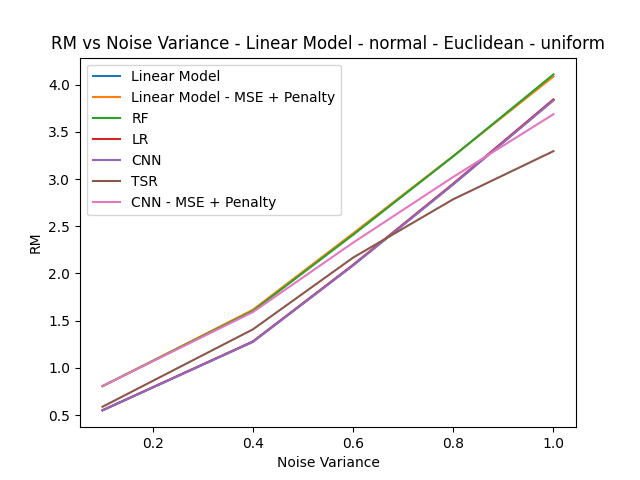 RM vs Noise Variance - Linear Model - normal - Euclidean - uniform
Linear Model
Linear Model - MSE + Penalty
RF
LR
CNN
TSR
CNN - MSE + Penalty
4.0
3.5
3.0
2.5
2.0
1.5
1.0
0.5
RM
0.2 0.4 0.6 0.8 1.0
Noise Variance